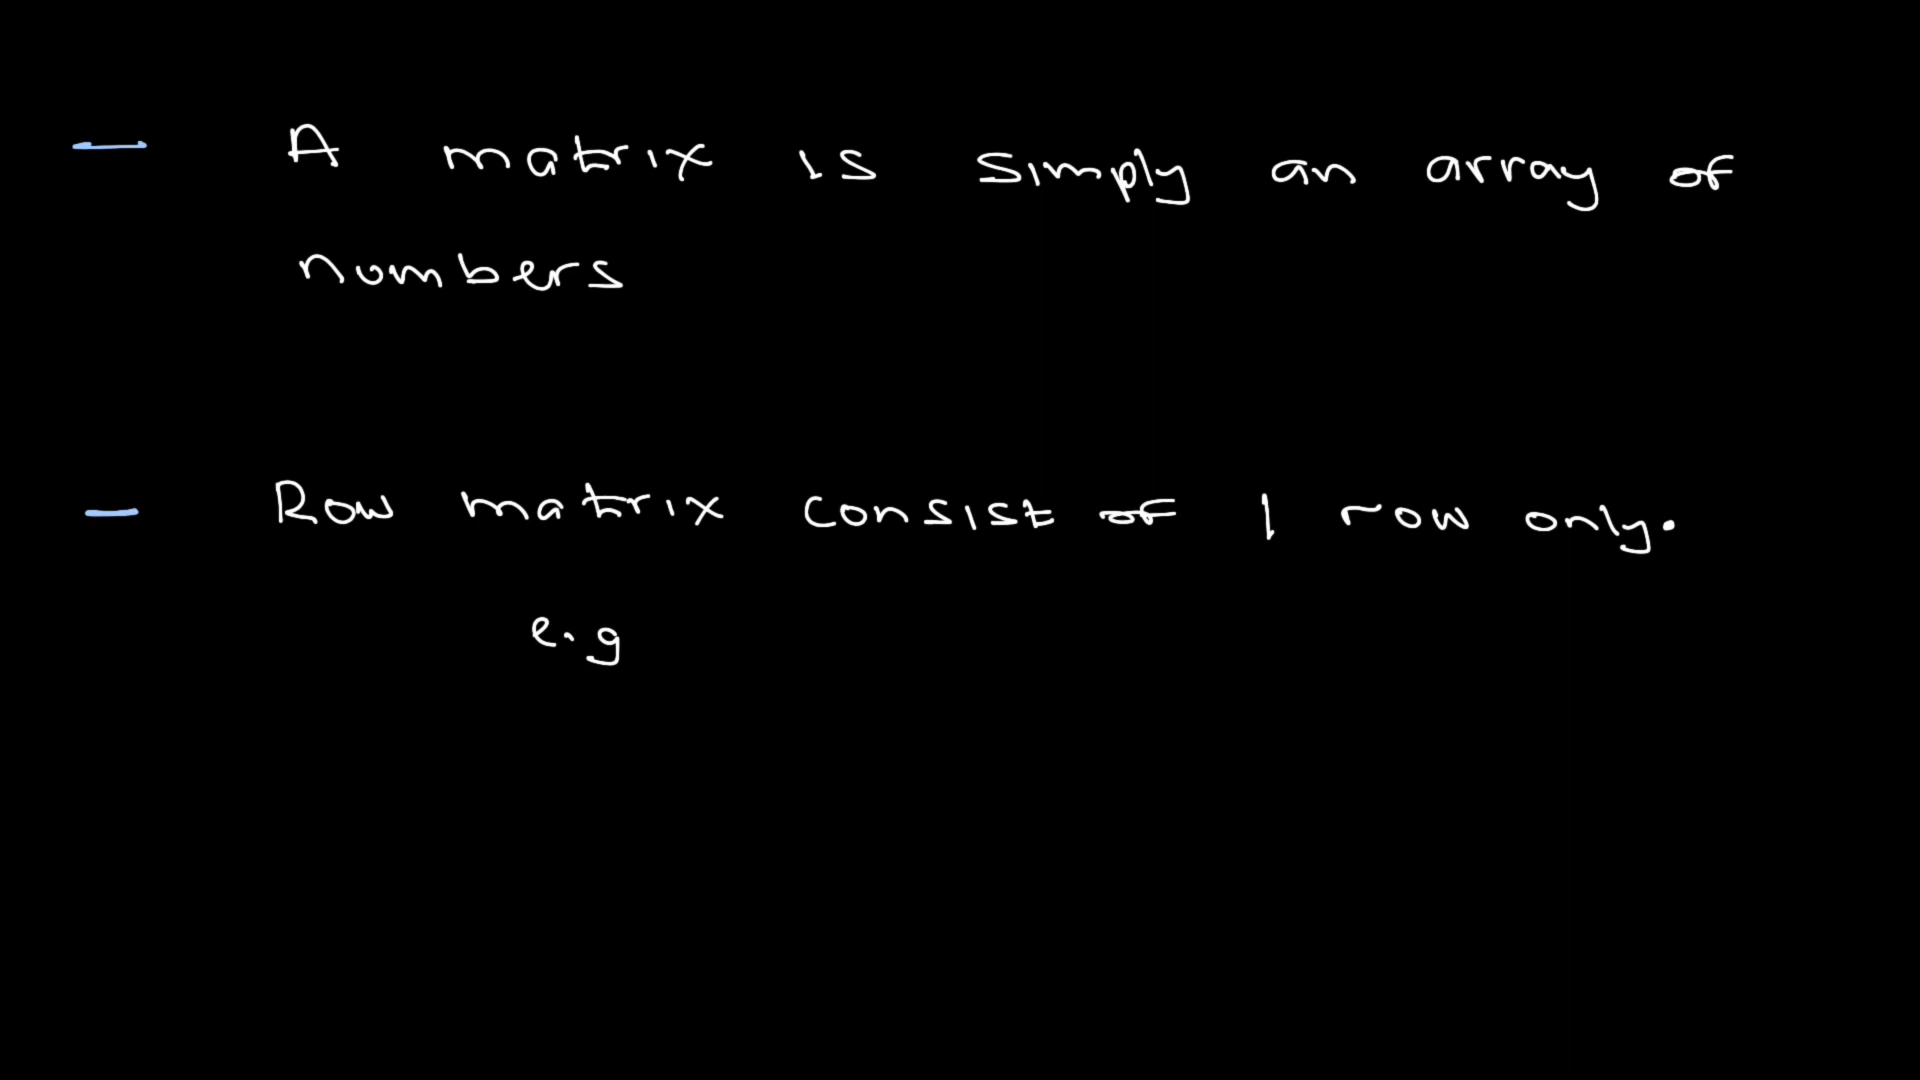 - A matrix is simply an array of
numbers
- Row matrix consist of 1 row only.
e.g